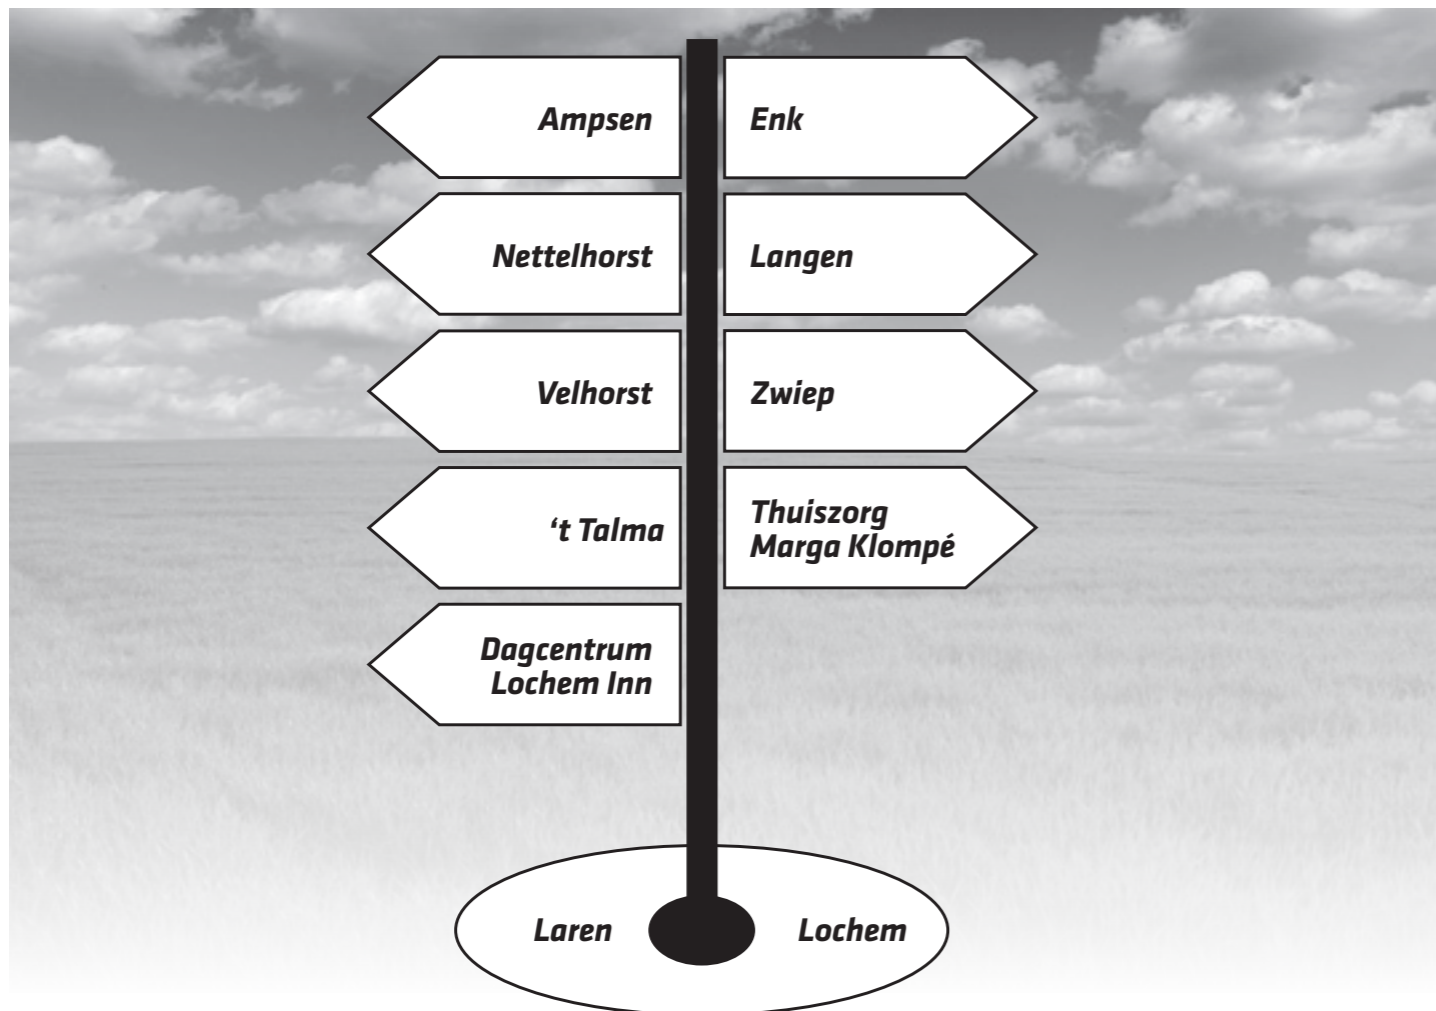 Ampsen
Enk
Nettelhorst
Langen
Velhorst
Zwiep
‘t Talma
Thuiszorg
Marga Klompé
Dagcentrum
Lochem Inn
Laren
Lochem